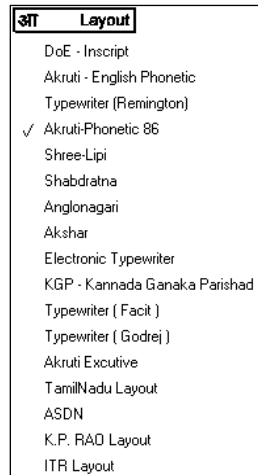 आ Layout
DoE - Inscript
Akruti - English Phonetic
Typewriter (Remington)
✓ Akruti-Phonetic 86
Shree-Lipi
Shabdratna
Anglonagari
Akshar
Electronic Typewriter
KGP - Kannada Ganaka Parishad
Typewriter ( Facit )
Typewriter ( Godrej )
Akruti Excutive
TamilNadu Layout
ASDN
K.P. RAO Layout
ITR Layout